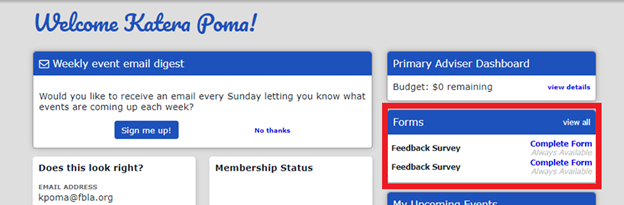 Welcome Katera Poma!
Weekly event email digest
Would you like to receive an email every Sunday letting you know what
events are coming up each week?
Sign me up! No thanks
Does this look right?
EMAIL ADDRESS
kpoma@fbla.org
Membership Status
Primary Adviser Dashboard
Budget: $0 remaining view details
Forms view all
Feedback Survey Complete Form
Always Available
Feedback Survey Complete Form
Always Available
My Upcoming Events